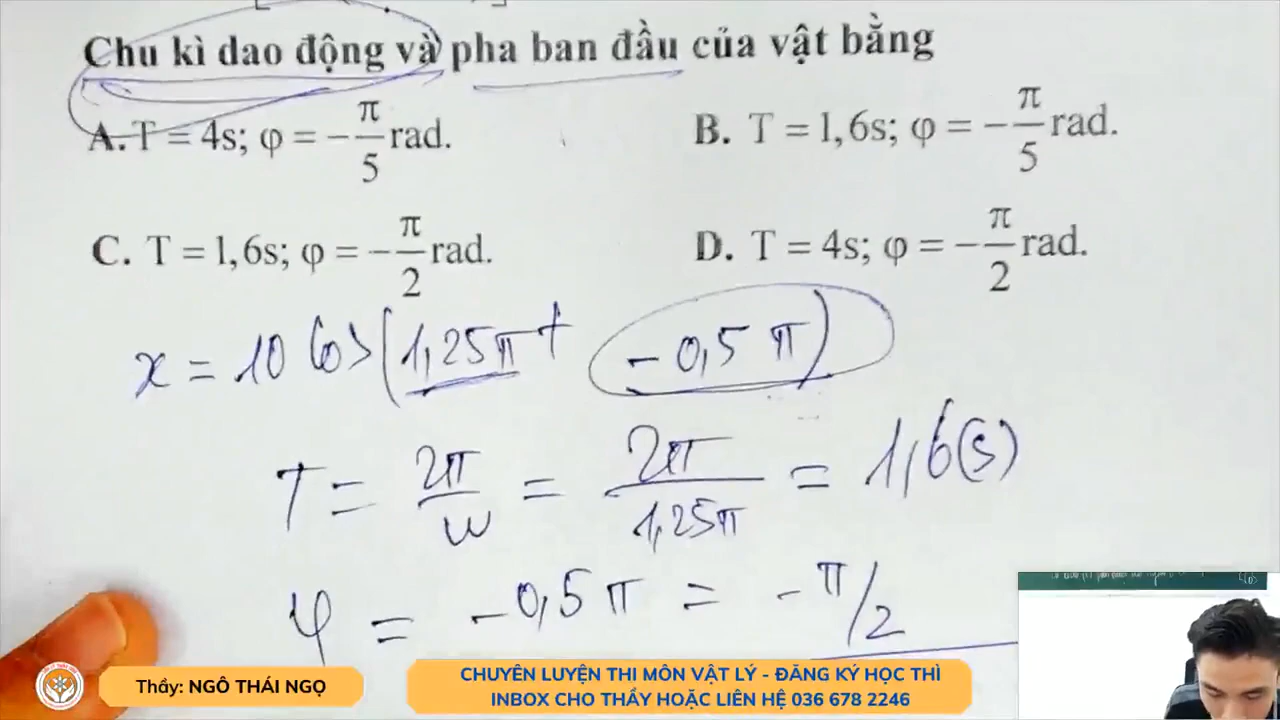 Chu kì dao động và pha ban đầu của vật bằng
A. T = 4s; φ = -π/5 rad.
B. T = 1,6s; φ = -π/5 rad.
C. T = 1,6s; φ = -π/2 rad.
D. T = 4s; φ = -π/2 rad.
x = 10 cos(1,25πt - 0,5π)
T = 2π/ω = 2π/1,25π = 1,6(s)
φ = -0,5π = -π/2
Thầy: NGÔ THÁI NGỌ
CHUYÊN LUYỆN THI MÔN VẬT LÝ - ĐĂNG KÝ HỌC THÌ
INBOX CHO THẦY HOẶC LIÊN HỆ 036 678 2246